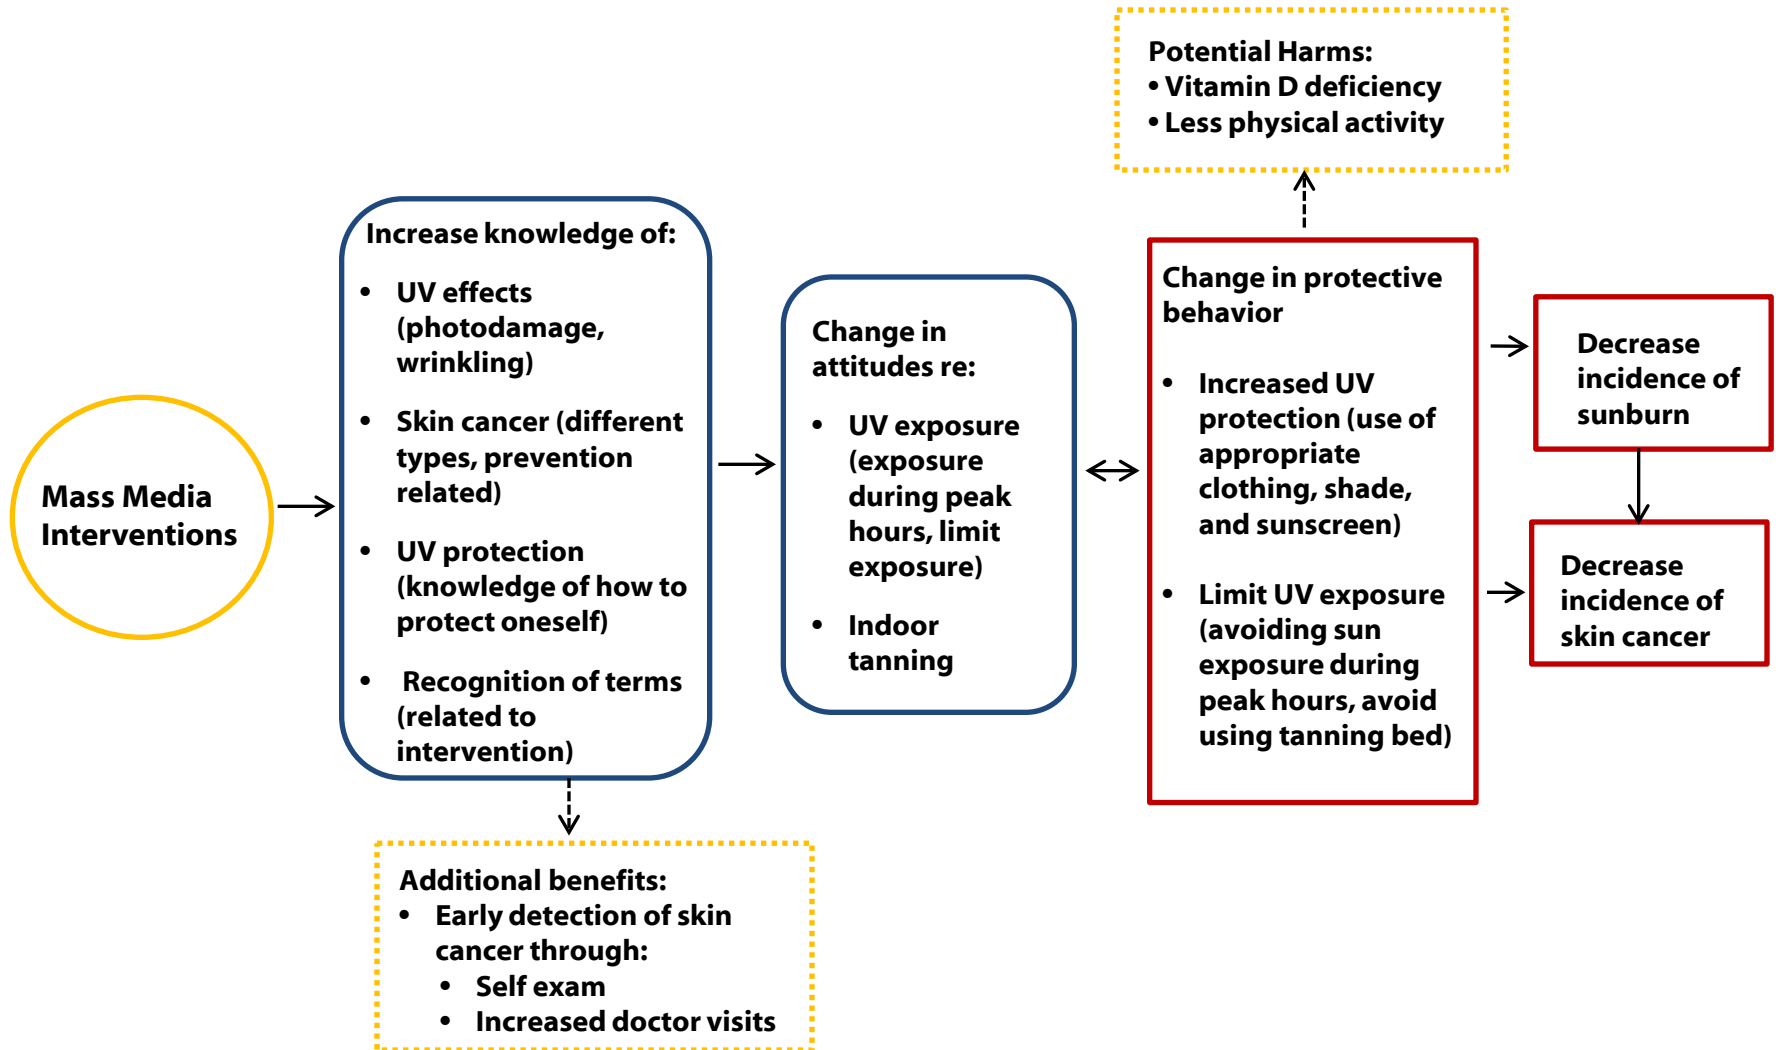 Potential Harms:
• Vitamin D deficiency
• Less physical activity
Mass Media
Interventions
Increase knowledge of:
• UV effects
(photodamage,
wrinkling)
• Skin cancer (different
types, prevention
related)
• UV protection
(knowledge of how to
protect oneself)
• Recognition of terms
(related to
intervention)
Additional benefits:
• Early detection of skin
cancer through:
• Self exam
• Increased doctor visits
Change in
attitudes re:
• UV exposure
(exposure
during peak
hours, limit
exposure)
• Indoor
tanning
Change in protective
behavior
• Increased UV
protection (use of
appropriate
clothing, shade,
and sunscreen)
• Limit UV exposure
(avoiding sun
exposure during
peak hours, avoid
using tanning bed)
Decrease
incidence of
sunburn
Decrease
incidence of
skin cancer